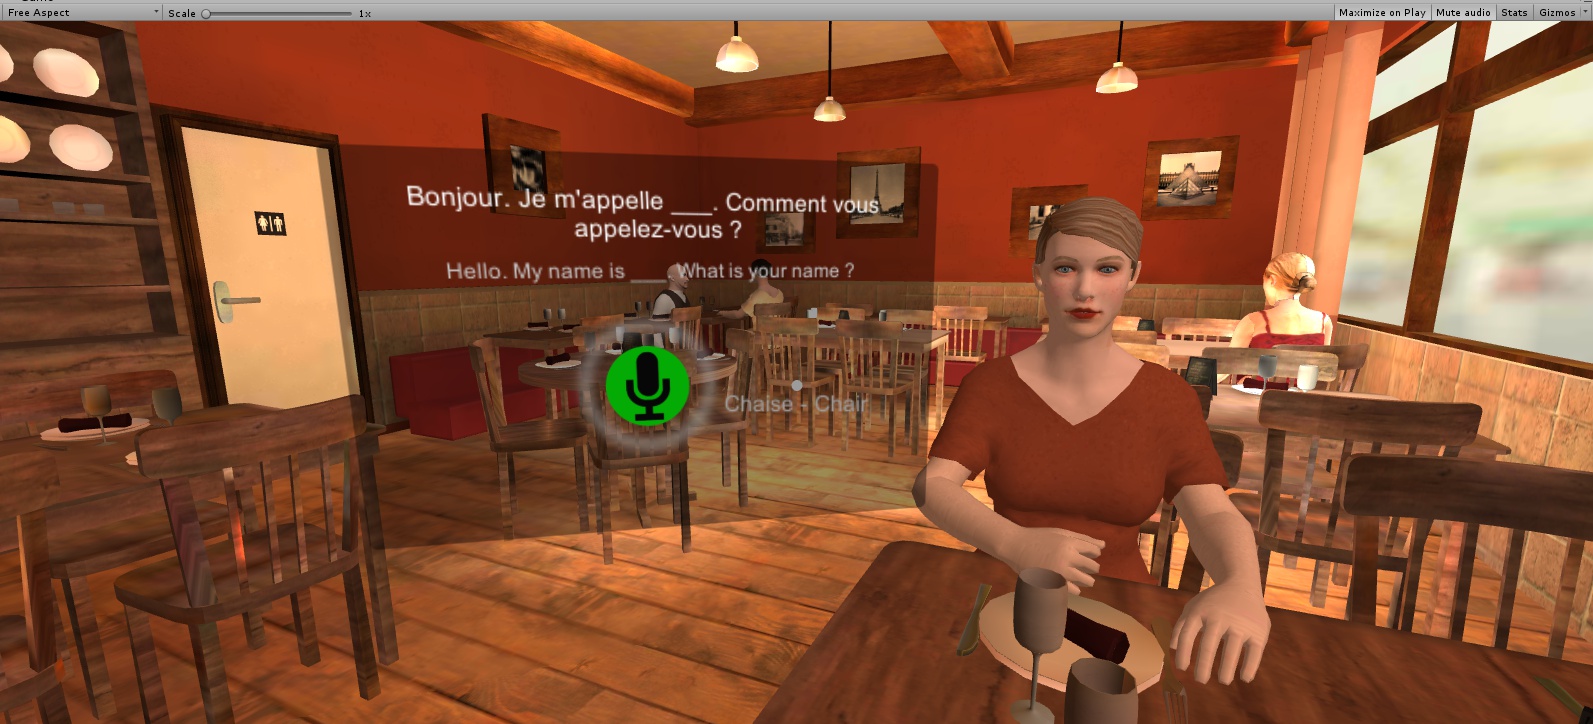 Free Aspect
Scale 1x
Maximize on Play Mute audio Stats Gizmos
Bonjour. Je m'appelle ___. Comment vous
appelez-vous ?
Hello. My name is ___. What is your name ?
Chaise - Chair